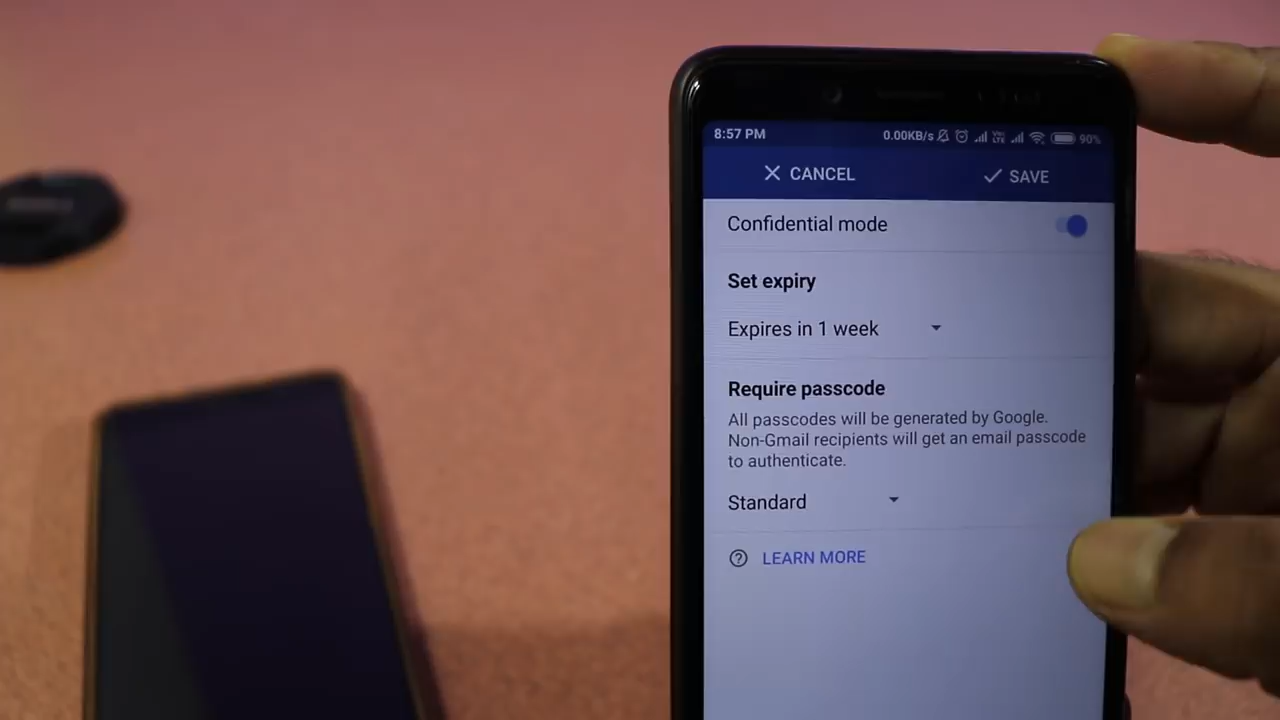 8:57 PM 0.00KB/s 90%
CANCEL SAVE
Confidential mode
Set expiry
Expires in 1 week
Require passcode
All passcodes will be generated by Google.
Non-Gmail recipients will get an email passcode
to authenticate.
Standard
LEARN MORE